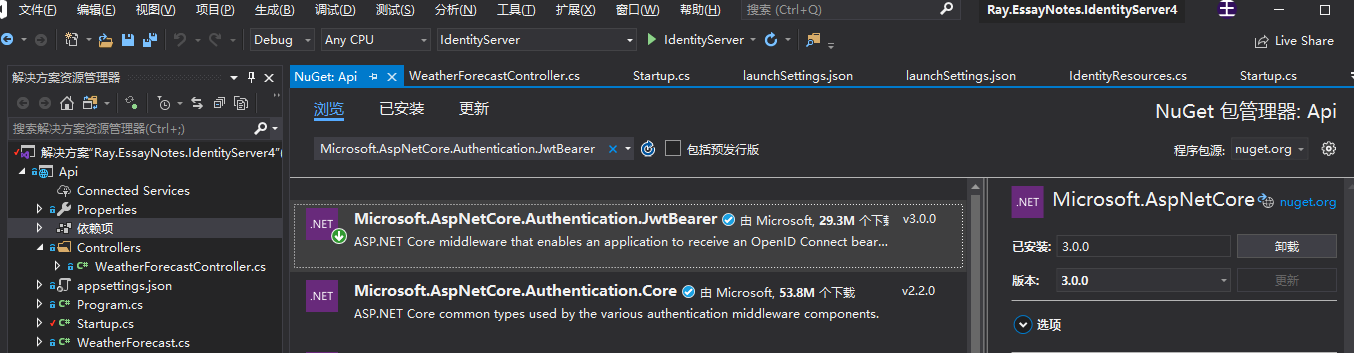 文件(F) 编辑(E) 视图(V) 项目(P) 生成(B) 调试(D) 测试(S) 分析(N) 工具(T) 扩展(X) 窗口(W) 帮助(H) 搜索 (Ctrl+Q) Ray.EssayNotes.IdentityServer4 王
Debug Any CPU IdentityServer IdentityServer Live Share
解决方案资源管理器
搜索解决方案资源管理器(Ctrl+;)
解决方案"Ray.EssayNotes.IdentityServer4"(
Api
Connected Services
Properties
依赖项
Controllers
C# WeatherForecastController.cs
appsettings.json
C# Program.cs
C# Startup.cs
C# WeatherForecast.cs
NuGet: Api WeatherForecastController.cs Startup.cs launchSettings.json launchSettings.json IdentityResources.cs Startup.cs
浏览 已安装 更新 NuGet 包管理器: Api
Microsoft.AspNetCore.Authentication.JwtBearer 包括预发行版 程序包源: nuget.org
.NET Microsoft.AspNetCore.Authentication.JwtBearer 由 Microsoft, 29.3M 个下载 v3.0.0
ASP.NET Core middleware that enables an application to receive an OpenID Connect bear...
.NET Microsoft.AspNetCore.Authentication.Core 由 Microsoft, 53.8M 个下载 v2.2.0
ASP.NET Core common types used by the various authentication middleware components.
.NET Microsoft.AspNetCore nuget.org
已安装: 3.0.0 卸载
版本: 3.0.0 更新
选项